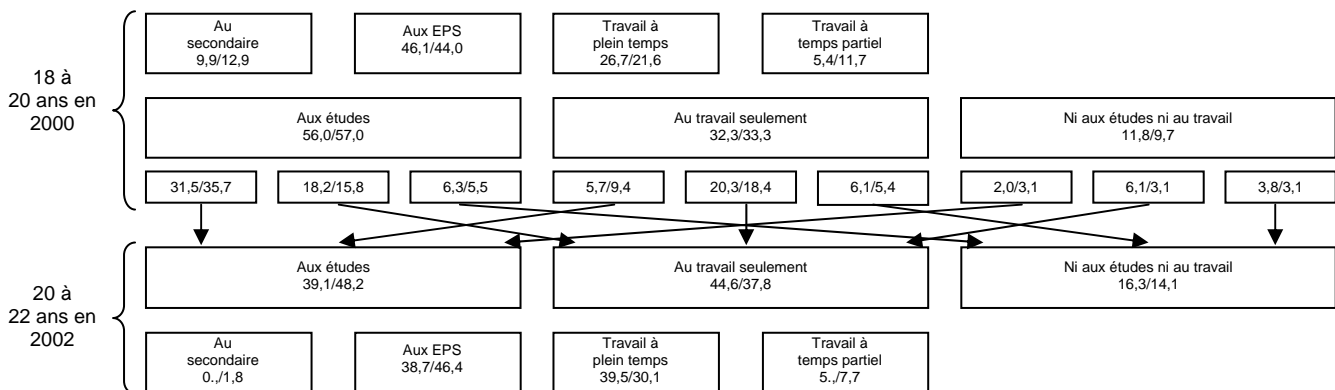 Au
secondaire
9,9/12,9
Aux EPS
46,1/44,0
Travail à
plein temps
26,7/21,6
Travail à
temps partiel
5,4/11,7
18 à
20 ans en
2000
Aux études
56,0/57,0
Au travail seulement
32,3/33,3
Ni aux études ni au travail
11,8/9,7
31,5/35,7
18,2/15,8
6,3/5,5
5,7/9,4
20,3/18,4
6,1/5,4
2,0/3,1
6,1/3,1
3,8/3,1
Aux études
39,1/48,2
Au travail seulement
44,6/37,8
Ni aux études ni au travail
16,3/14,1
20 à
22 ans en
2002
Au
secondaire
0.,/1,8
Aux EPS
38,7/46,4
Travail à
plein temps
39,5/30,1
Travail à
temps partiel
5.,/7,7